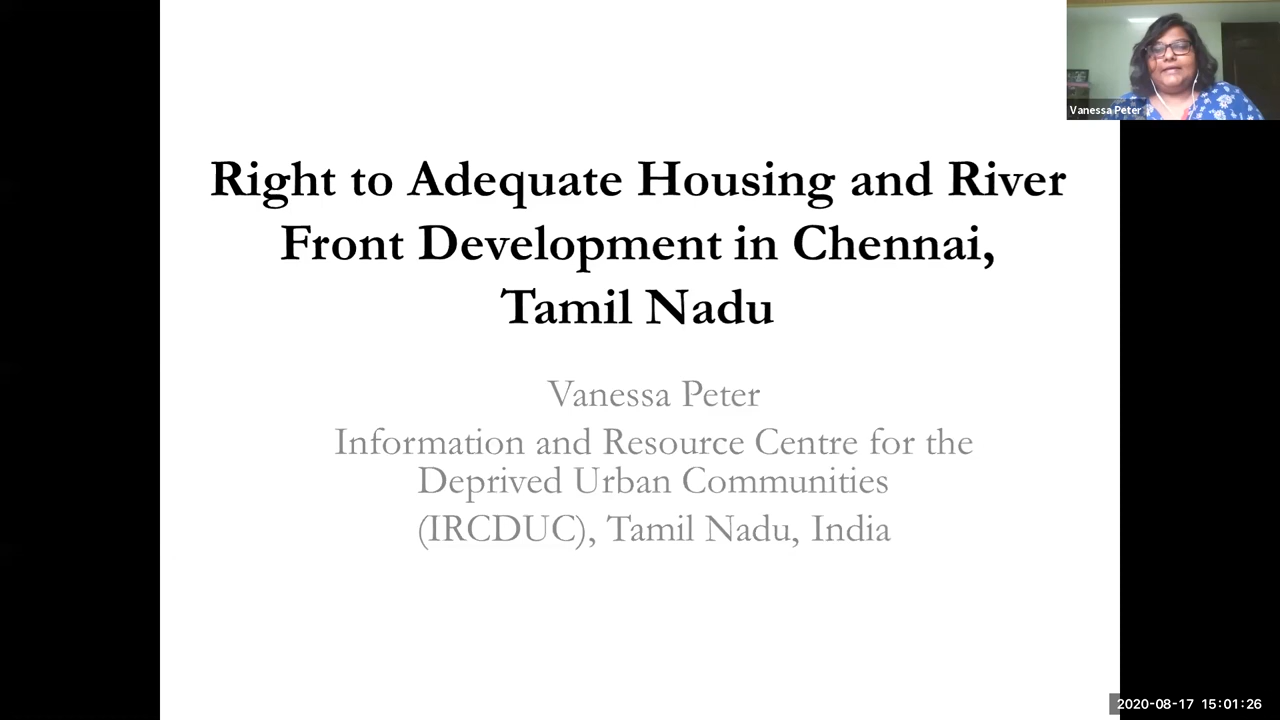 Vanessa Peter
Right to Adequate Housing and River
Front Development in Chennai,
Tamil Nadu
Vanessa Peter
Information and Resource Centre for the
Deprived Urban Communities
(IRCDUC), Tamil Nadu, India
2020-08-17 15:01:26